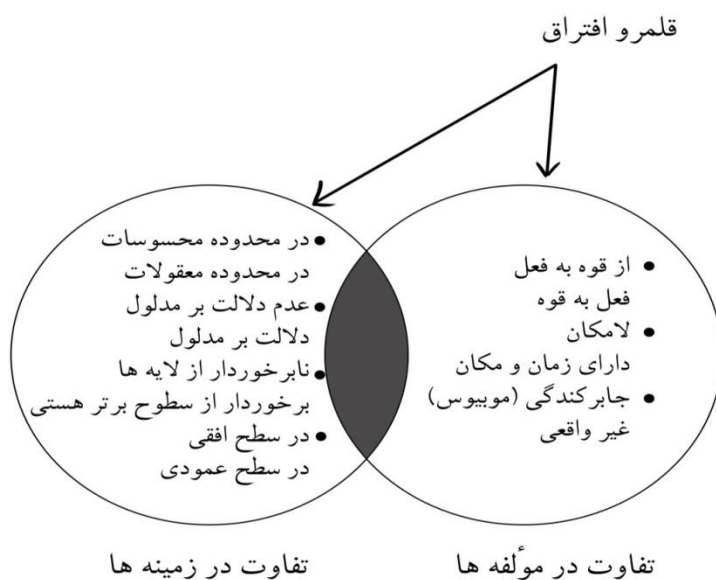 قلمرو افتراق
از قوه به فعل
فعل به قوه
لامکان
دارای زمان و مکان
جابرکندگی (موبیوس)
غیر واقعی
تفاوت در مؤلفه ها
در محدوده محسوسات
در محدوده معقولات
عدم دلالت بر مدلول
دلالت بر مدلول
نابرخوردار از لایه ها
برخوردار از سطوح برتر هستی
در سطح افقی
در سطح عمودی
تفاوت در زمینه ها